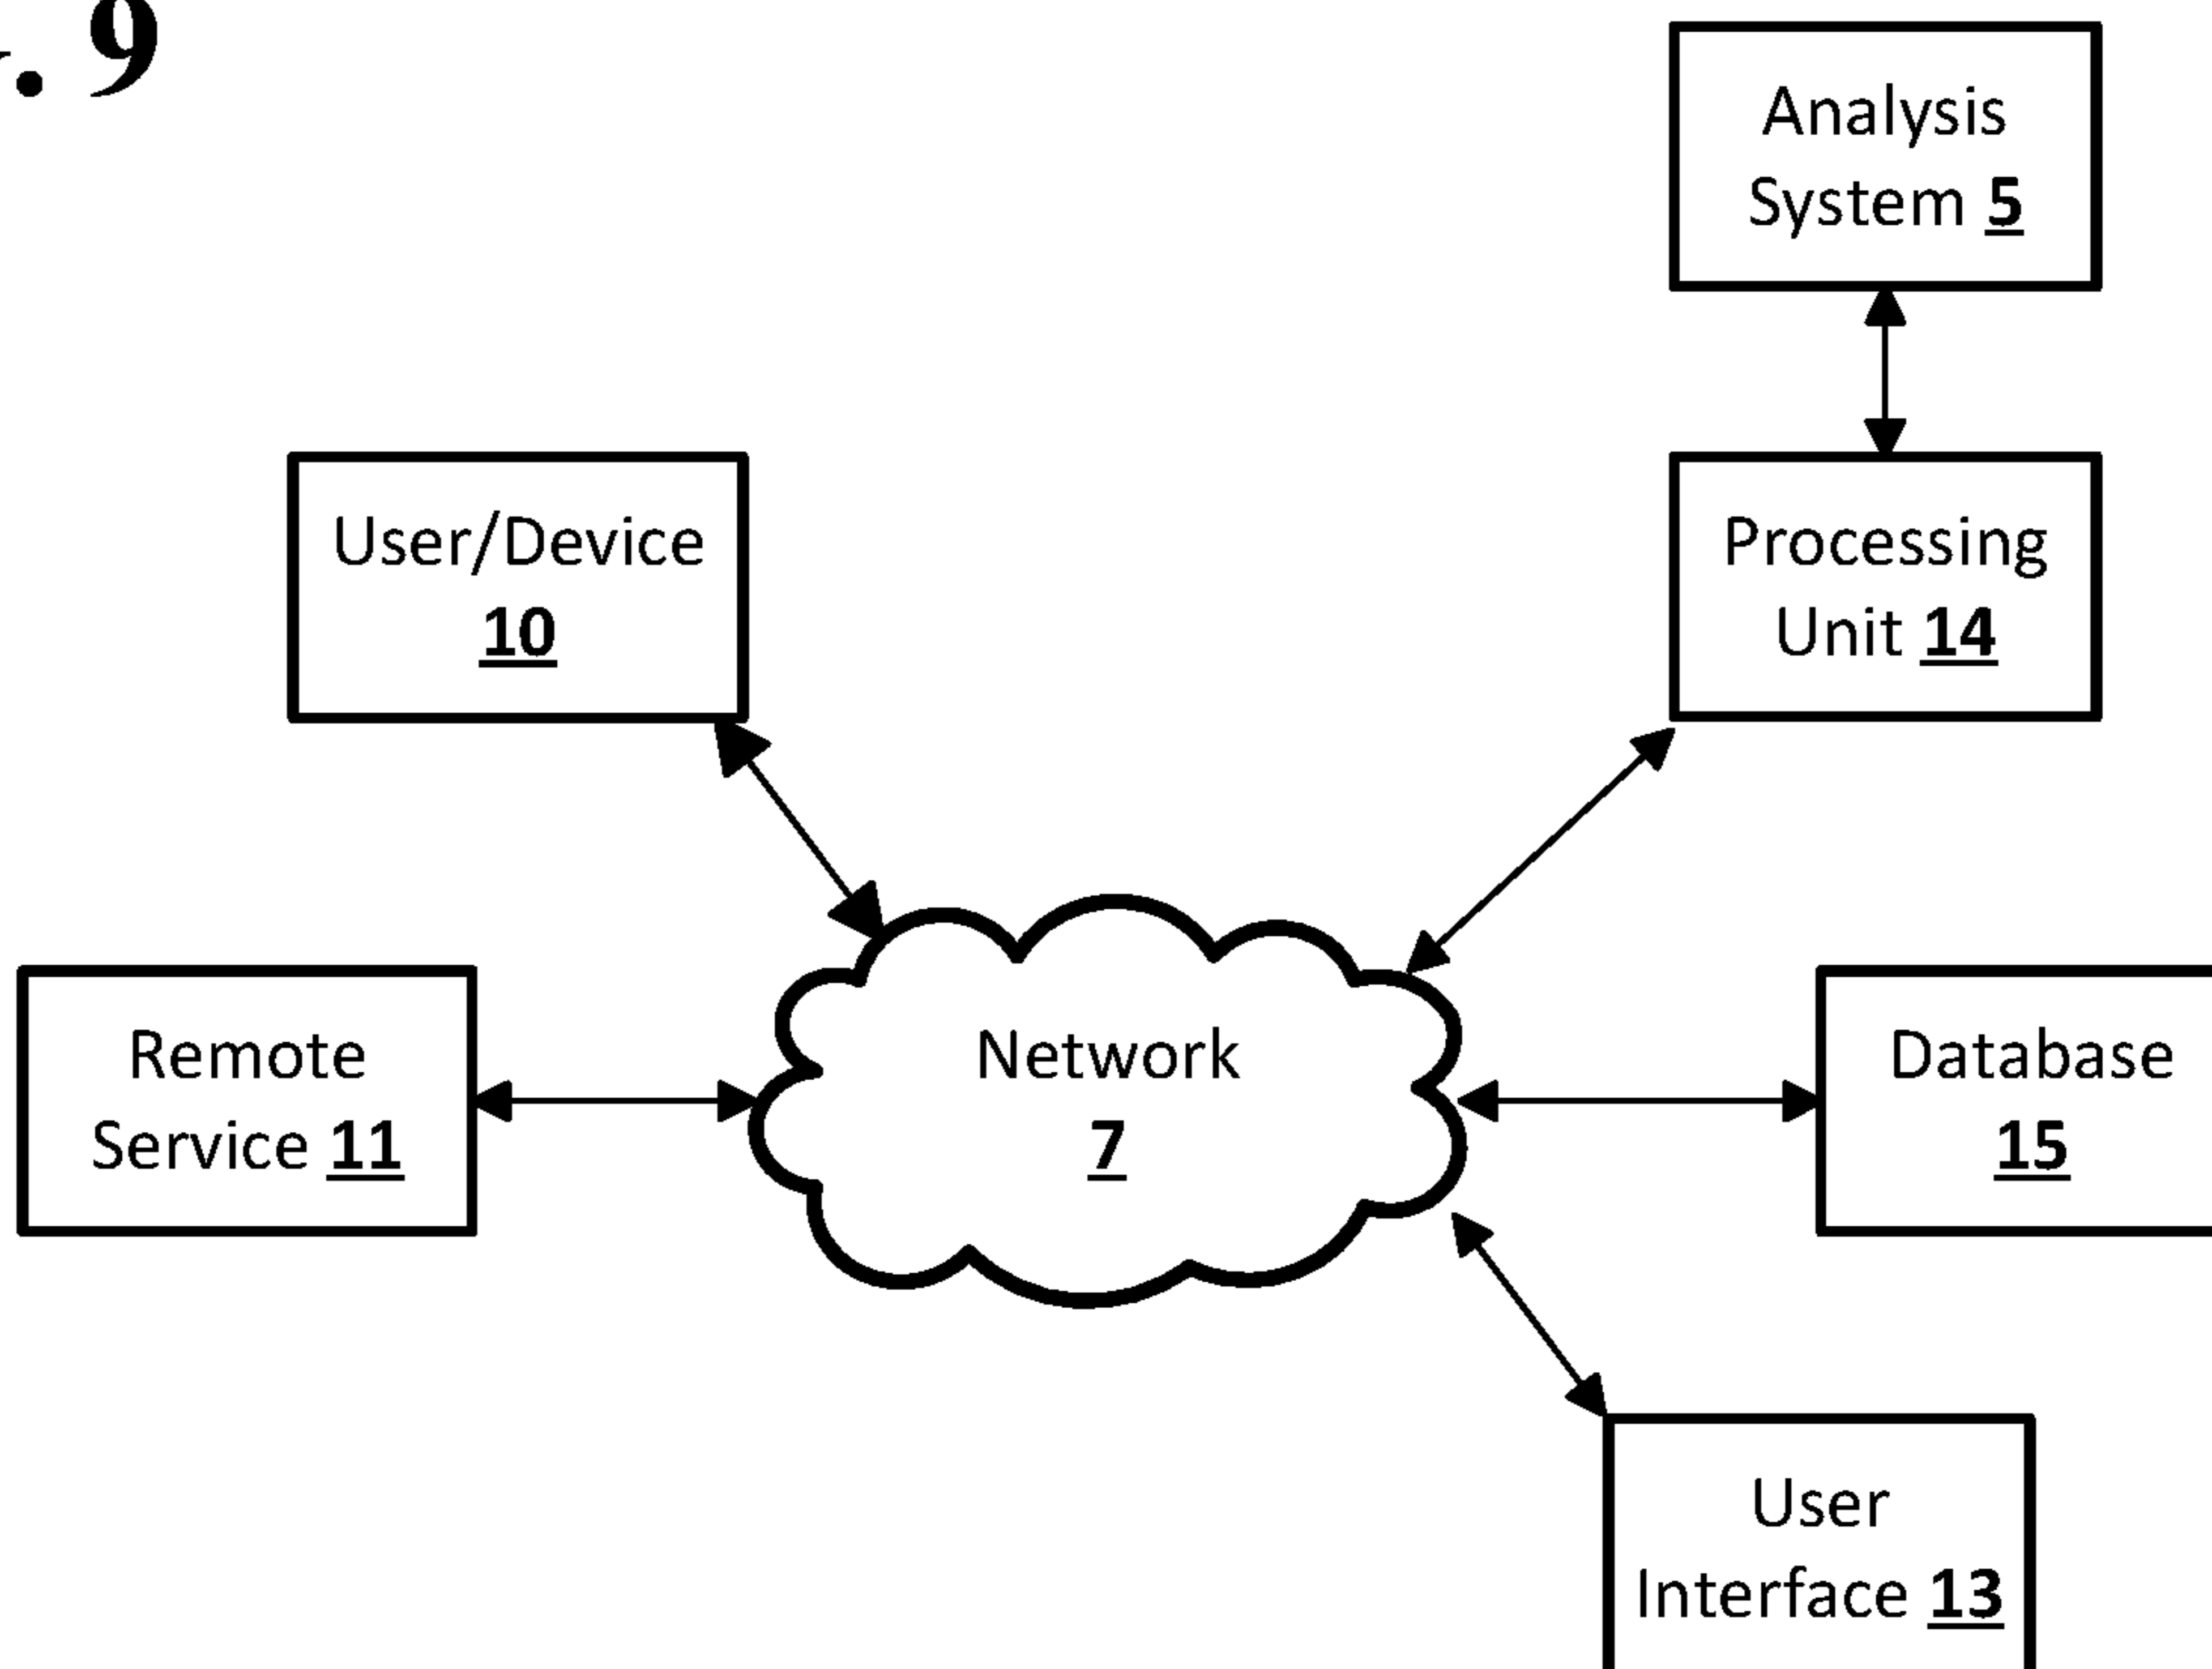 . 9
Analysis
System 5
User/Device
10
Processing
Unit 14
Remote
Service 11
Network
7
Database
15
User
Interface 13